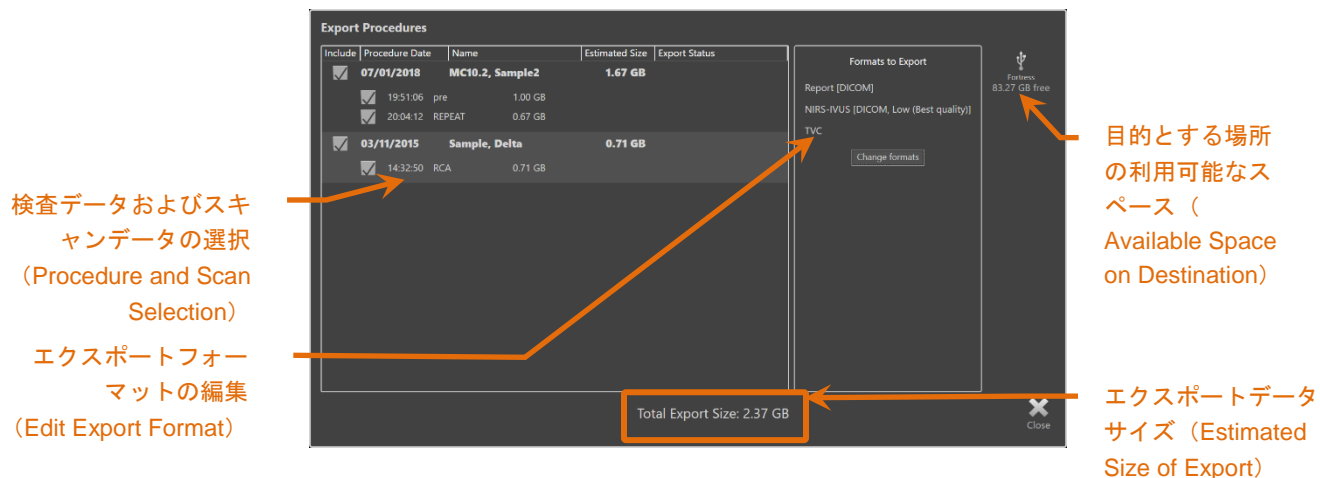 Export Procedures
Include Procedure Date Name Estimated Size Export Status
07/01/2018 MC10.2, Sample2 1.67 GB
19:51:06 pre 1.00 GB
20:04:12 REPEAT 0.67 GB
03/11/2015 Sample, Delta 0.71 GB
14:32:50 RCA 0.71 GB
Formats to Export
Report [DICOM]
NIRS-IVUS [DICOM, Low (Best quality)]
TVC
Change formats
Fortress
83.27 GB free
Total Export Size: 2.37 GB
Close
検査データおよびスキ
ャンデータの選択
（Procedure and Scan
Selection）
エクスポートフォー
マットの編集
（Edit Export Format）
目的とする場所
の利用可能なス
ペース（
Available Space
on Destination）
エクスポートデータ
サイズ（Estimated
Size of Export）